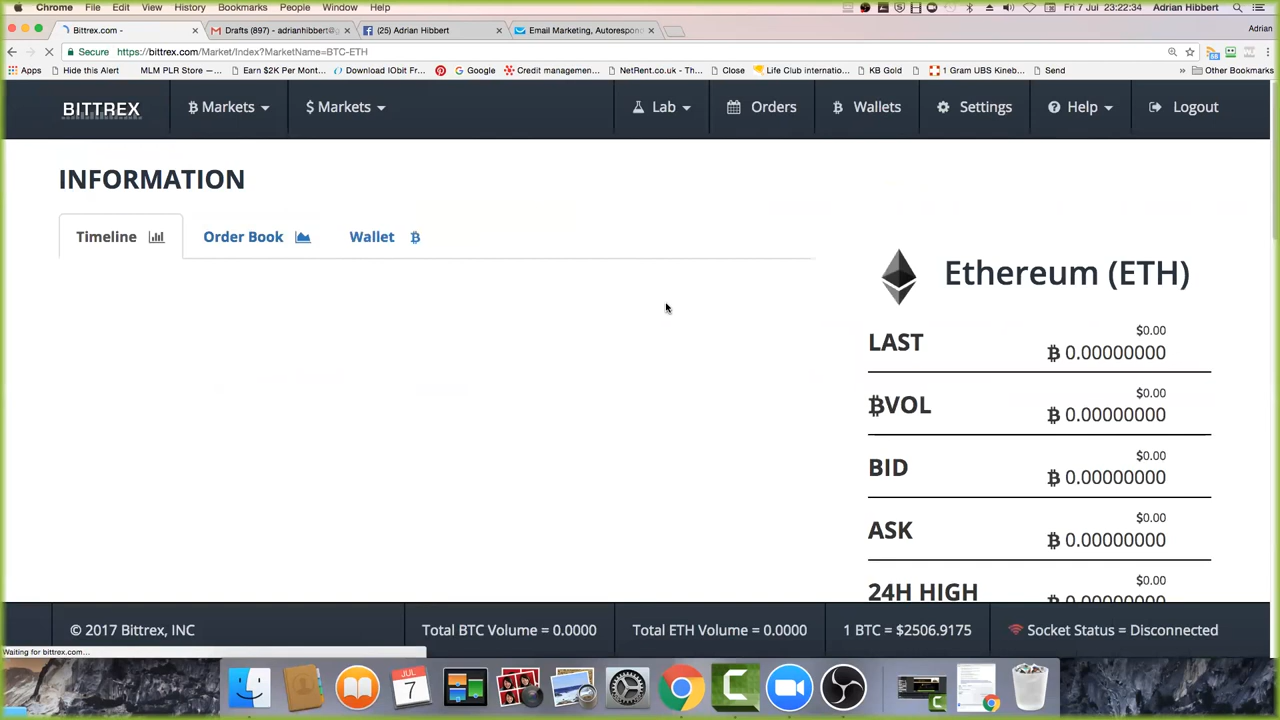 Chrome File Edit View History Bookmarks People Window Help Fri 7 Jul 23:22:34 Adrian Hibbert
Bittrex.com - Drafts (897) - adrianhibbert@g (25) Adrian Hibbert Email Marketing, Autorespond Adrian
Secure https://bittrex.com/Market/Index?MarketName=BTC-ETH
Apps Hide this Alert MLM PLR Store —... Earn $2K Per Mont... Download IObit Fr... Google Credit managemen... NetRent.co.uk - Th... Close Life Club internatio... KB Gold 1 Gram UBS Kineb... Send » Other Bookmarks
BITTREX ₿ Markets $ Markets Lab Orders ₿ Wallets Settings Help Logout
INFORMATION
Timeline Order Book Wallet ₿
Ethereum (ETH)
$0.00
LAST ₿ 0.00000000
$0.00
₿VOL ₿ 0.00000000
$0.00
BID ₿ 0.00000000
$0.00
ASK ₿ 0.00000000
$0.00
24H HIGH ₿ 0.00000000
© 2017 Bittrex, INC Total BTC Volume = 0.0000 Total ETH Volume = 0.0000 1 BTC = $2506.9175 Socket Status = Disconnected
Waiting for bittrex.com...
JUL
7